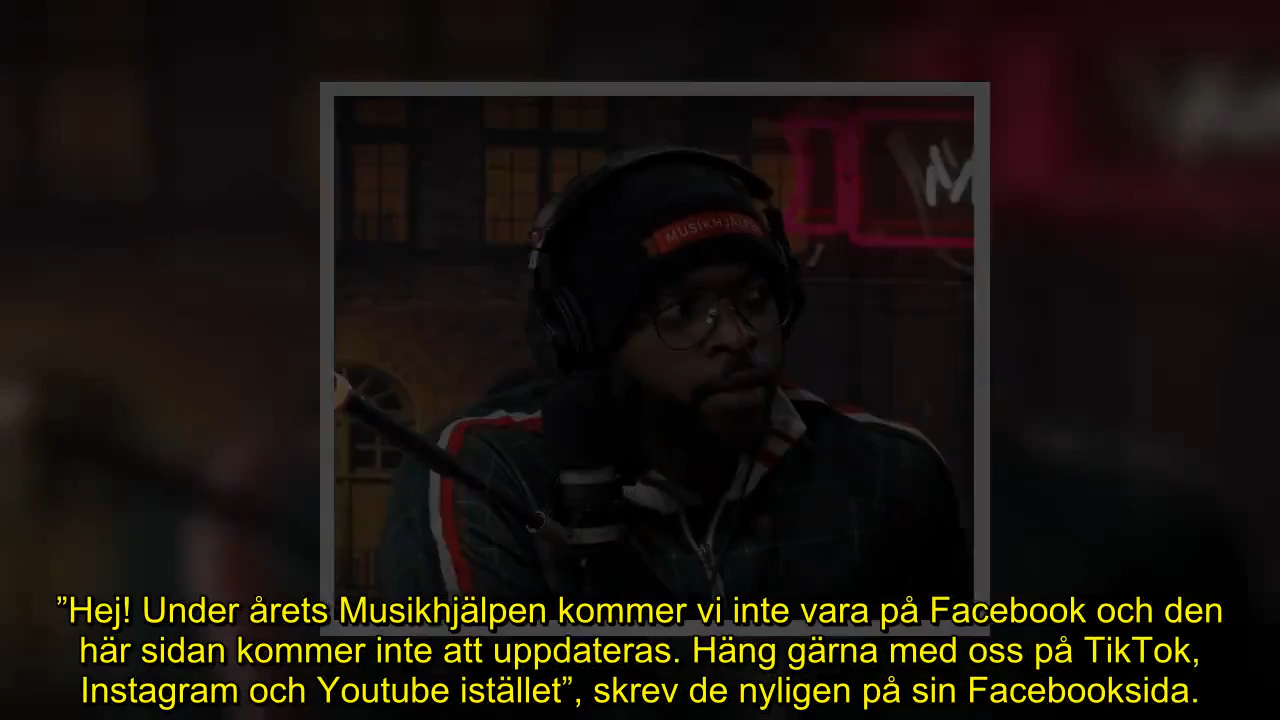 M
MUSIKHJÄLPEN
”Hej! Under årets Musikhjälpen kommer vi inte vara på Facebook och den
här sidan kommer inte att uppdateras. Häng gärna med oss på TikTok,
Instagram och Youtube istället”, skrev de nyligen på sin Facebooksida.